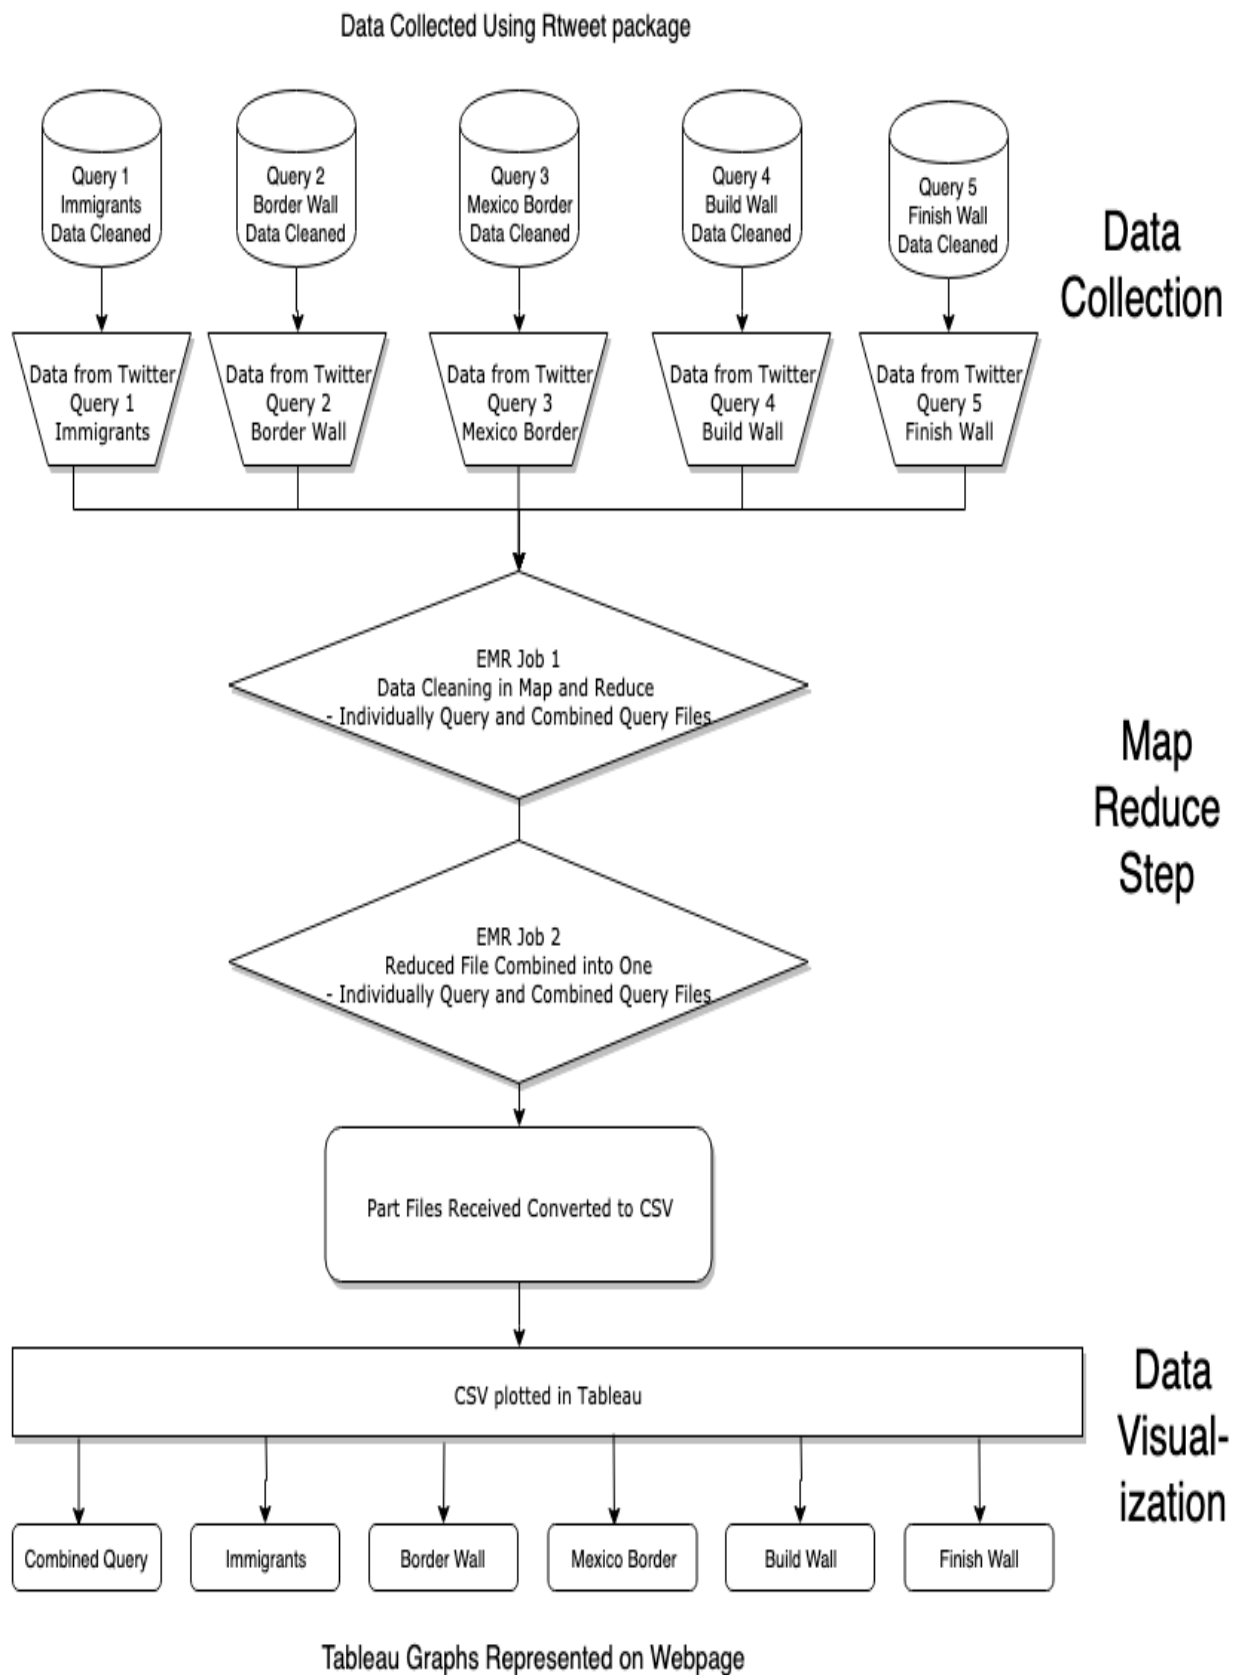 Data Collected Using Rtweet package
Query 1
Immigrants
Data Cleaned
Query 2
Border Wall
Data Cleaned
Query 3
Mexico Border
Data Cleaned
Query 4
Build Wall
Data Cleaned
Query 5
Finish Wall
Data Cleaned
Data
Collection
Data from Twitter
Query 1
Immigrants
Data from Twitter
Query 2
Border Wall
Data from Twitter
Query 3
Mexico Border
Data from Twitter
Query 4
Build Wall
Data from Twitter
Query 5
Finish Wall
EMR Job 1
Data Cleaning in Map and Reduce
- Individually Query and Combined Query Files
Map
Reduce
Step
EMR Job 2
Reduced File Combined into One
- Individually Query and Combined Query Files
Part Files Received Converted to CSV
CSV plotted in Tableau
Data
Visual-
ization
Combined Query
Immigrants
Border Wall
Mexico Border
Build Wall
Finish Wall
Tableau Graphs Represented on Webpage